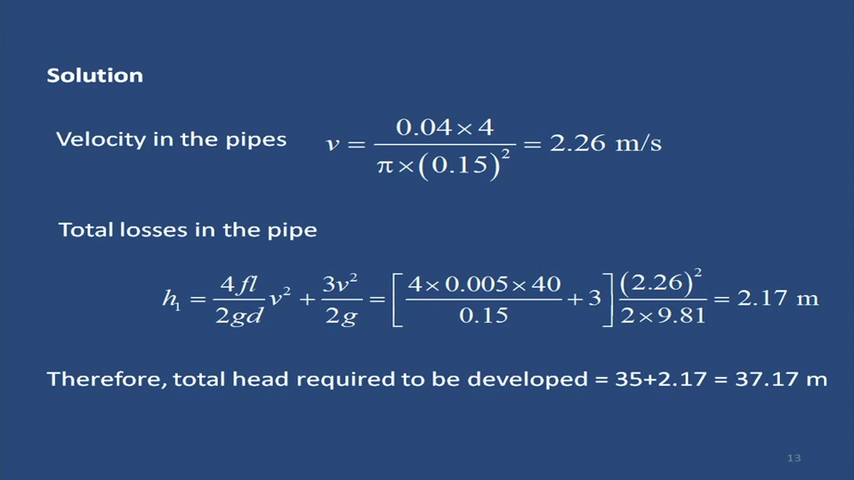 Solution
Velocity in the pipes v = 0.04 × 4 / π × (0.15)² = 2.26 m/s
Total losses in the pipe
h₁ = 4fl / 2gd v² + 3v² / 2g = [4×0.005×40 / 0.15 + 3] (2.26)² / 2×9.81 = 2.17 m
Therefore, total head required to be developed = 35+2.17 = 37.17 m
13